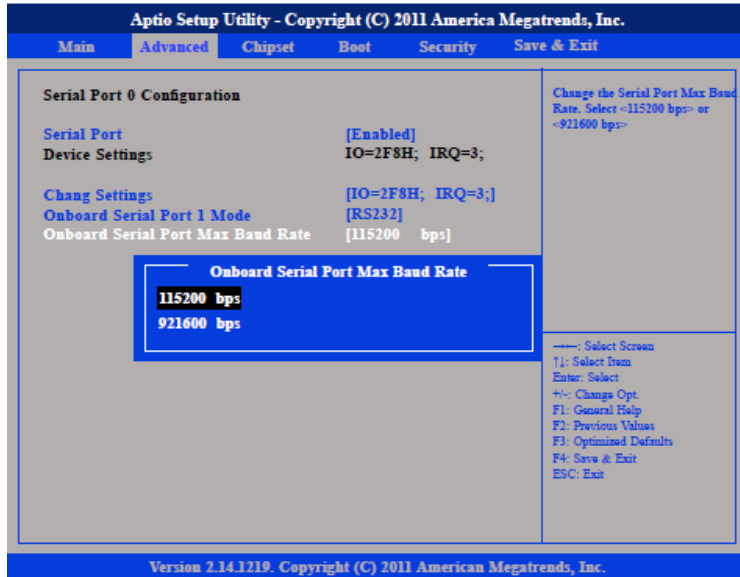 Aptio Setup Utility - Copyright (C) 2011 America Megatrends, Inc.
Main Advanced Chipset Boot Security Save & Exit
Serial Port 0 Configuration
Serial Port [Enabled]
Device Settings IO=2F8H; IRQ=3;
Chang Settings [IO=2F8H; IRQ=3;]
Onboard Serial Port 1 Mode [RS232]
Onboard Serial Port Max Baud Rate [115200 bps]
Onboard Serial Port Max Baud Rate
115200 bps
921600 bps
Change the Serial Port Max Baud
Rate. Select <115200 bps> or
<921600 bps>
→←: Select Screen
↑↓: Select Item
Enter: Select
+/-: Change Opt.
F1: General Help
F2: Previous Values
F3: Optimized Defaults
F4: Save & Exit
ESC: Exit
Version 2.14.1219. Copyright (C) 2011 American Megatrends, Inc.